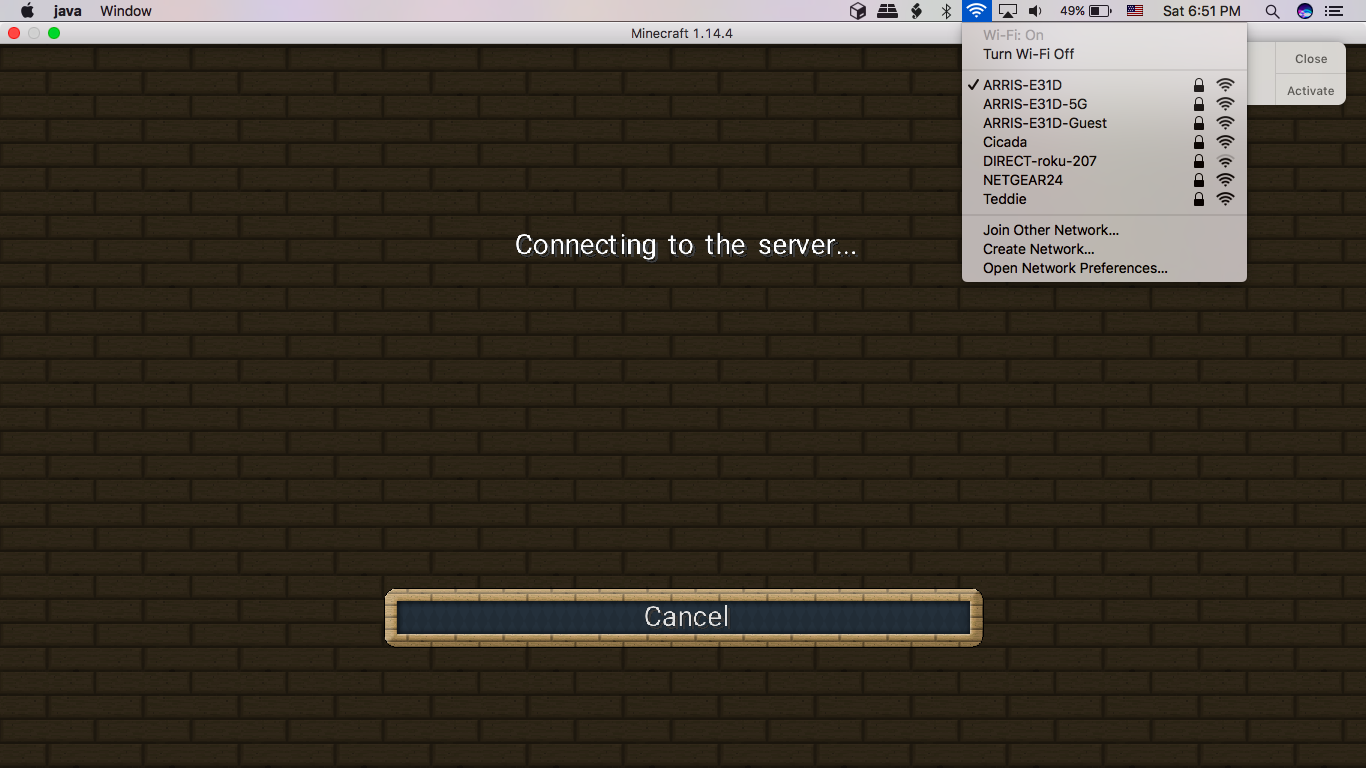 java Window 49% Sat 6:51 PM
Minecraft 1.14.4
Wi-Fi: On
Turn Wi-Fi Off
Close
Activate
ARRIS-E31D
ARRIS-E31D-5G
ARRIS-E31D-Guest
Cicada
DIRECT-roku-207
NETGEAR24
Teddie
Join Other Network...
Create Network...
Open Network Preferences...
Connecting to the server...
Cancel